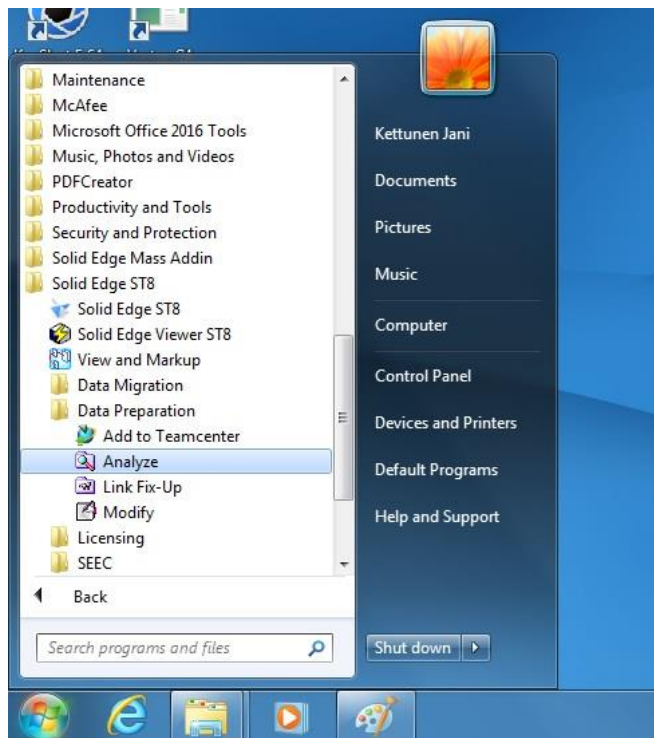 Maintenance
McAfee
Microsoft Office 2016 Tools
Music, Photos and Videos
PDFCreator
Productivity and Tools
Security and Protection
Solid Edge Mass Addin
Solid Edge ST8
Solid Edge ST8
Solid Edge Viewer ST8
View and Markup
Data Migration
Data Preparation
Add to Teamcenter
Analyze
Link Fix-Up
Modify
Licensing
SEEC
Back
Search programs and files
Kettunen Jani
Documents
Pictures
Music
Computer
Control Panel
Devices and Printers
Default Programs
Help and Support
Shut down